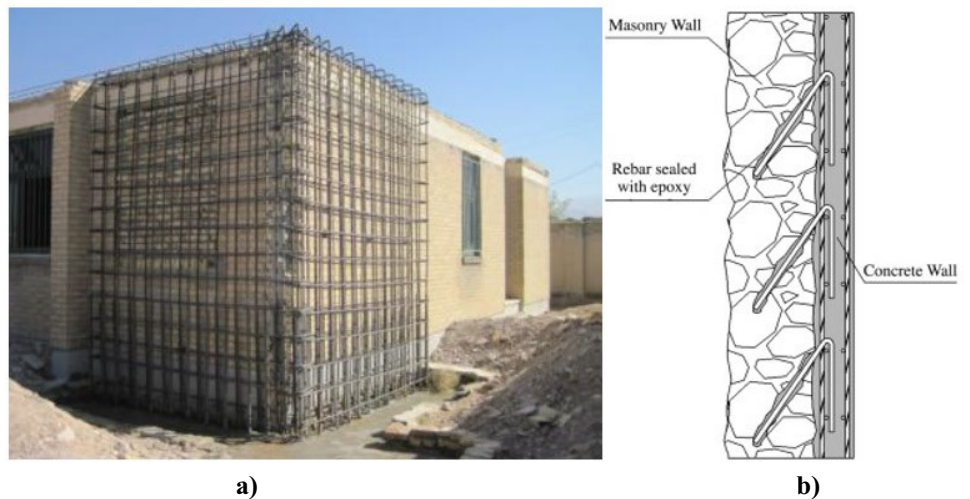 Masonry Wall
Rebar sealed
with epoxy
Concrete Wall
a)
b)